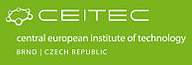 CEITEC
central european institute of technology
BRNO | CZECH REPUBLIC